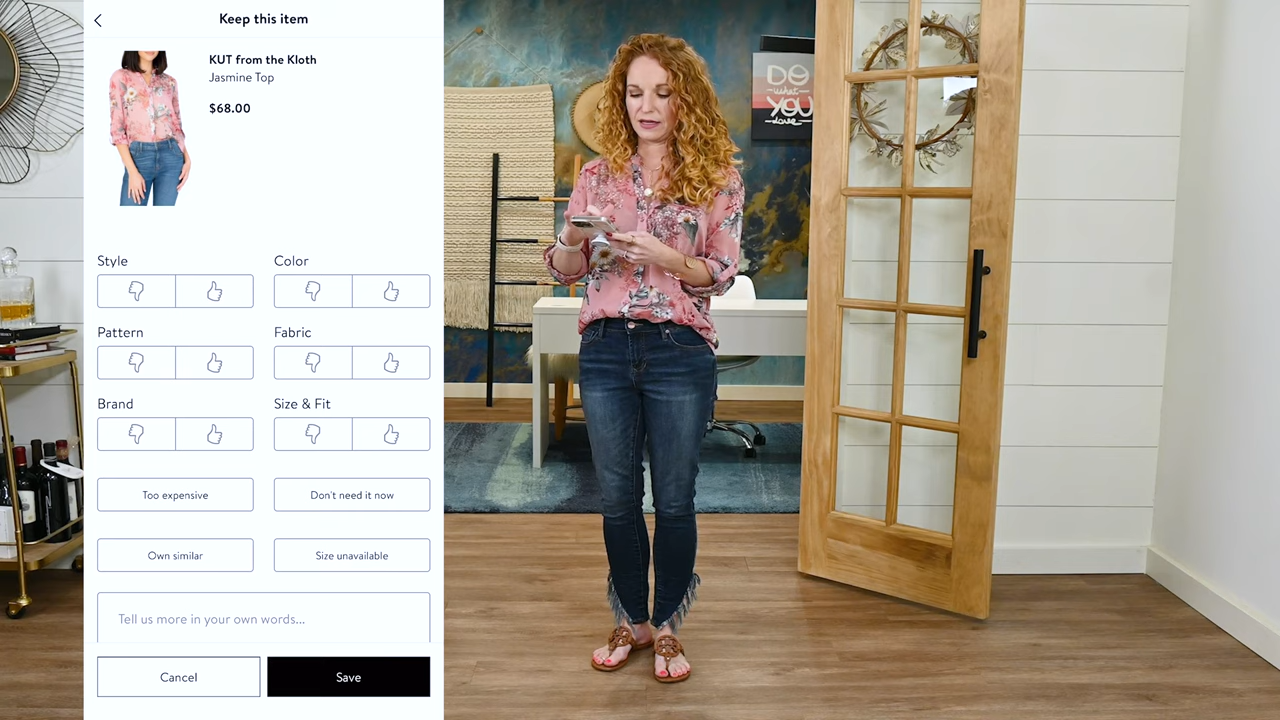 Keep this item
KUT from the Kloth
Jasmine Top
$68.00
Style
Color
Pattern
Fabric
Brand
Size & Fit
Too expensive
Don't need it now
Own similar
Size unavailable
Tell us more in your own words...
Cancel
Save
DO
what
YOU
love